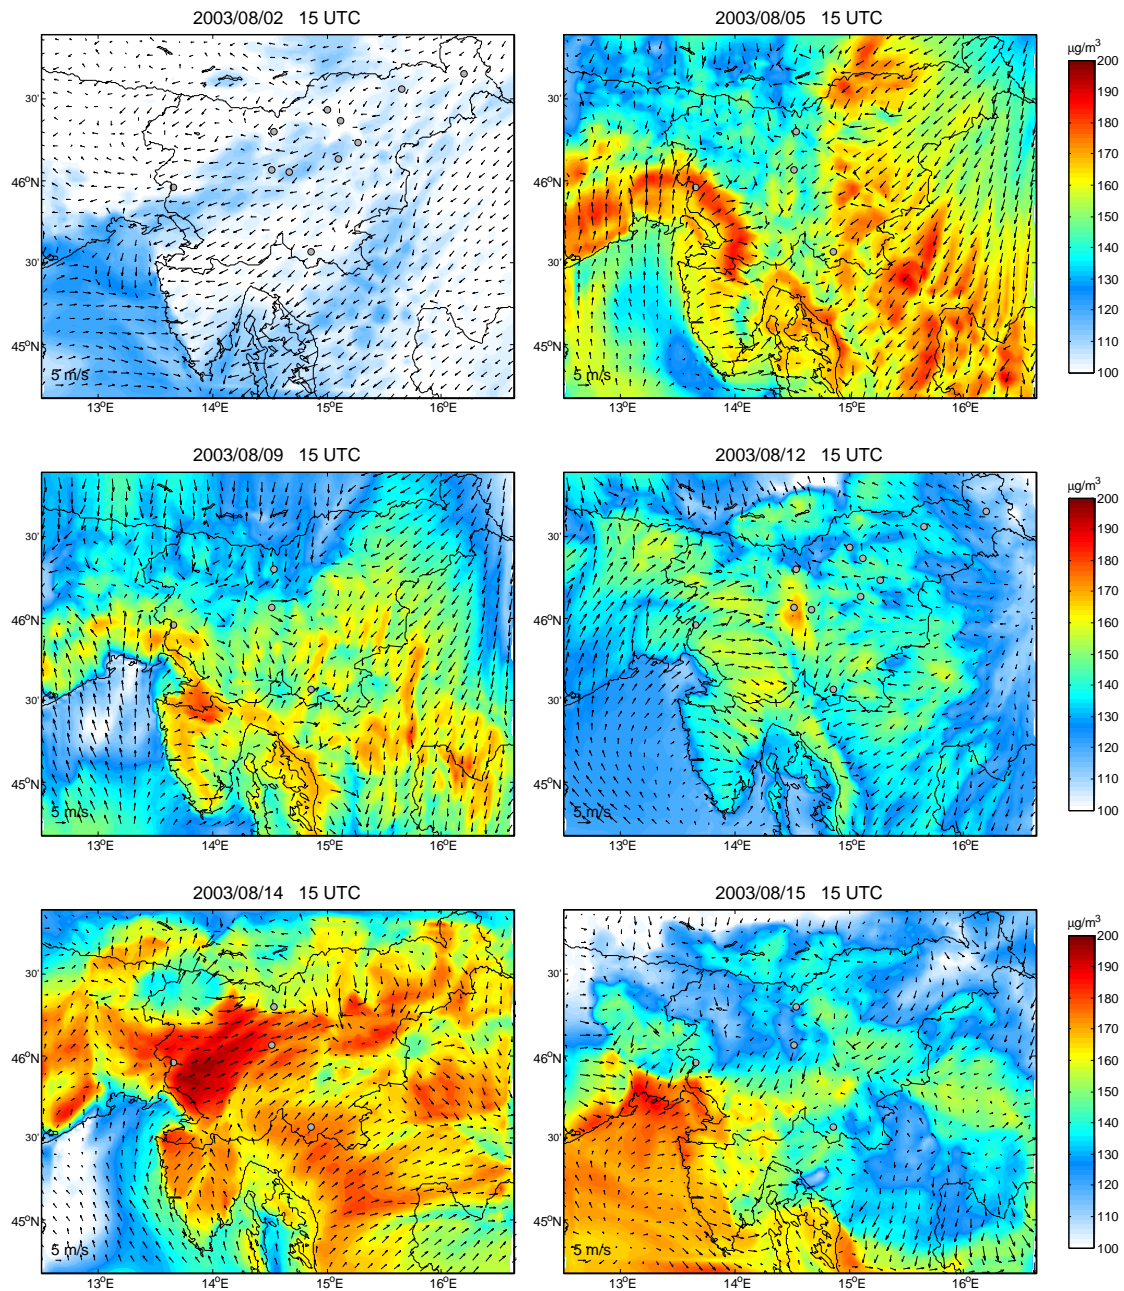 2003/08/02 15 UTC
2003/08/05 15 UTC
μg/m³
30'
46°N
30'
45°N
5 m/s
13°E 14°E 15°E 16°E
30'
46°N
30'
45°N
5 m/s
13°E 14°E 15°E 16°E
200
190
180
170
160
150
140
130
120
110
100
2003/08/09 15 UTC
2003/08/12 15 UTC
μg/m³
30'
46°N
30'
45°N
5 m/s
13°E 14°E 15°E 16°E
30'
46°N
30'
45°N
5 m/s
13°E 14°E 15°E 16°E
200
190
180
170
160
150
140
130
120
110
100
2003/08/14 15 UTC
2003/08/15 15 UTC
μg/m³
30'
46°N
30'
45°N
5 m/s
13°E 14°E 15°E 16°E
30'
46°N
30'
45°N
5 m/s
13°E 14°E 15°E 16°E
200
190
180
170
160
150
140
130
120
110
100